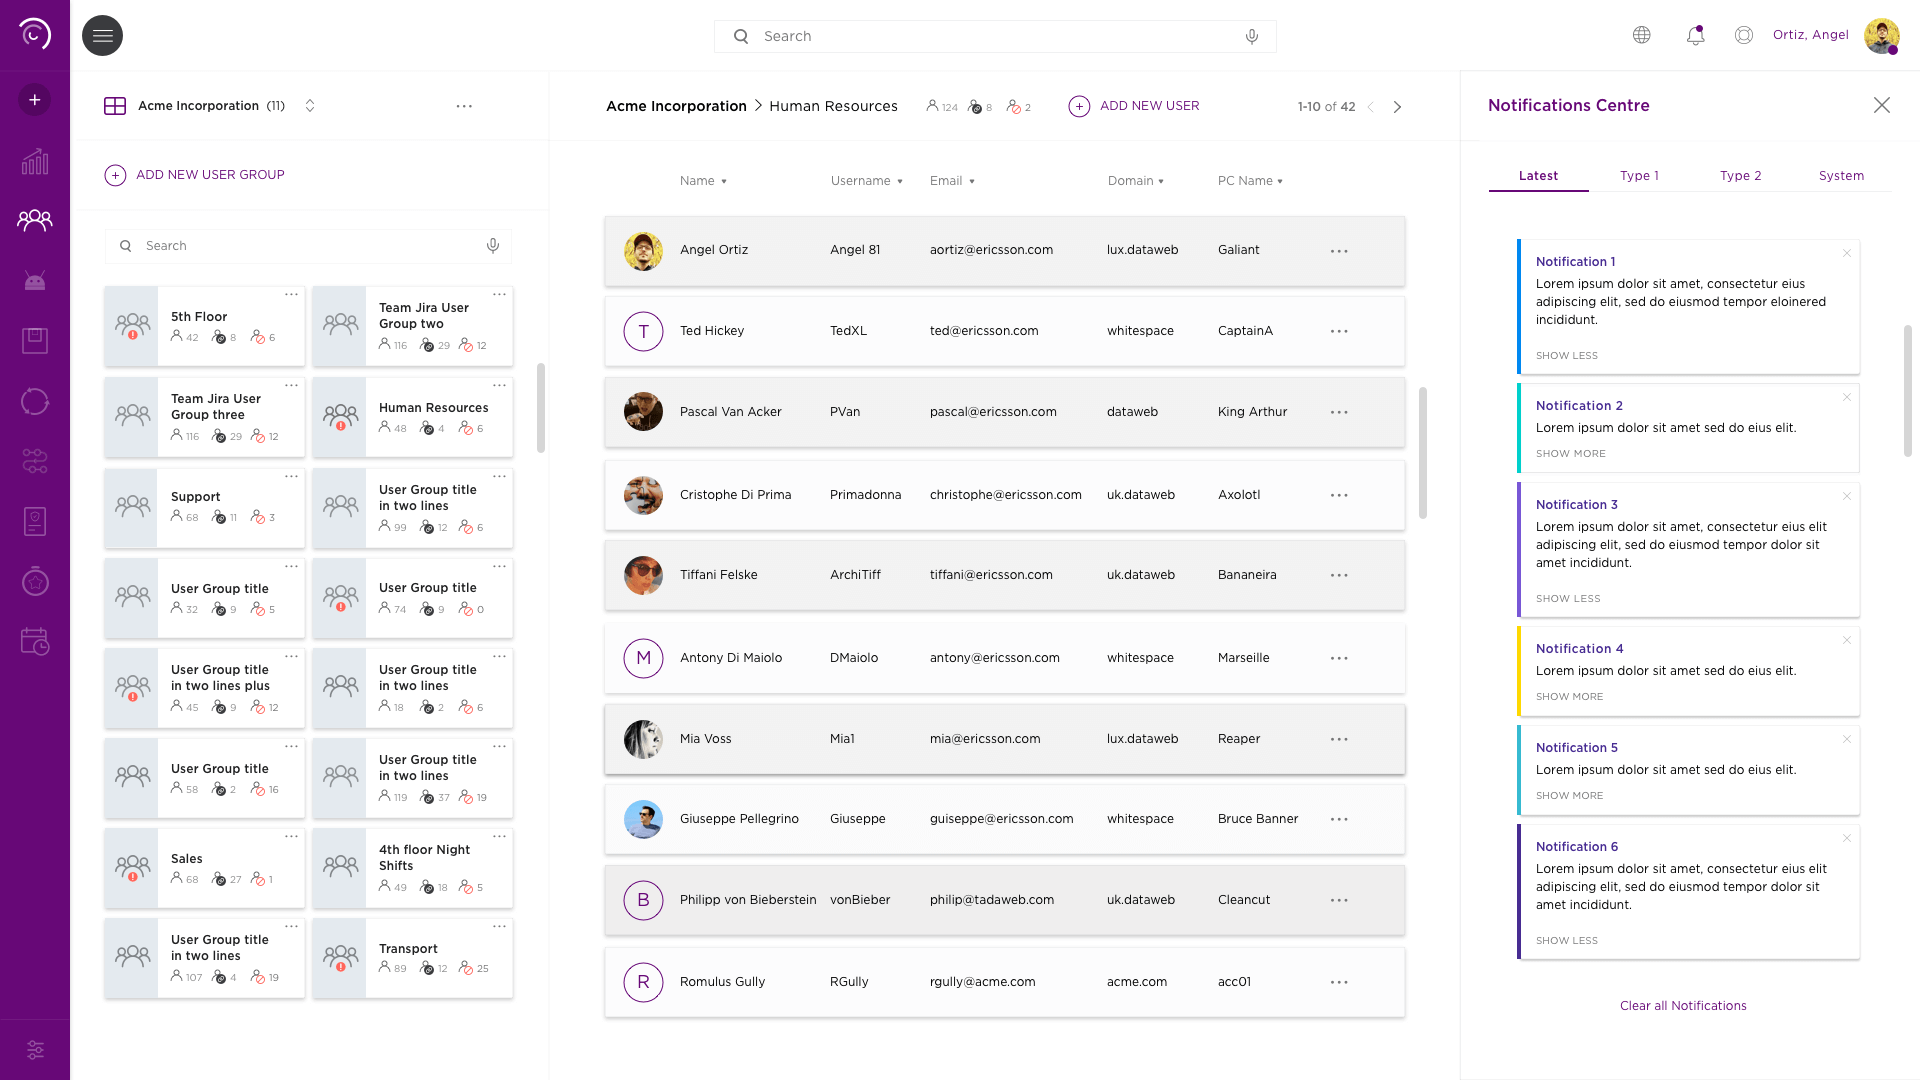 Search
Ortiz, Angel
Acme Incorporation (11)
ADD NEW USER GROUP
Search
5th Floor
42 8 6
Team Jira User
Group two
116 29 12
Team Jira User
Group three
116 29 12
Human Resources
48 4 6
Support
68 11 3
User Group title
in two lines
99 12 6
User Group title
32 9 5
User Group title
74 9 0
User Group title
in two lines plus
45 9 12
User Group title
in two lines
18 2 6
User Group title
58 2 16
User Group title
in two lines
119 37 19
Sales
68 27 1
4th floor Night
Shifts
49 18 5
User Group title
in two lines
107 4 19
Transport
89 12 25
Acme Incorporation > Human Resources 124 8 2 ADD NEW USER 1-10 of 42
Name Username Email Domain PC Name
Angel Ortiz Angel 81 aortiz@ericsson.com lux.dataweb Galiant
T Ted Hickey TedXL ted@ericsson.com whitespace CaptainA
Pascal Van Acker PVan pascal@ericsson.com dataweb King Arthur
Cristophe Di Prima Primadonna christophe@ericsson.com uk.dataweb Axolotl
Tiffani Felske ArchiTiff tiffani@ericsson.com uk.dataweb Bananeira
M Antony Di Maiolo DMaiolo antony@ericsson.com whitespace Marseille
Mia Voss Mia1 mia@ericsson.com lux.dataweb Reaper
Giuseppe Pellegrino Giuseppe guiseppe@ericsson.com whitespace Bruce Banner
B Philipp von Bieberstein vonBieber philip@tadaweb.com uk.dataweb Cleancut
R Romulus Gully RGully rgully@acme.com acme.com acc01
Notifications Centre
Latest Type 1 Type 2 System
Notification 1
Lorem ipsum dolor sit amet, consectetur eius
adipiscing elit, sed do eiusmod tempor eloinered
incididunt.
SHOW LESS
Notification 2
Lorem ipsum dolor sit amet sed do eius elit.
SHOW MORE
Notification 3
Lorem ipsum dolor sit amet, consectetur eius elit
adipiscing elit, sed do eiusmod tempor dolor sit
amet incididunt.
SHOW LESS
Notification 4
Lorem ipsum dolor sit amet sed do eius elit.
SHOW MORE
Notification 5
Lorem ipsum dolor sit amet sed do eius elit.
SHOW MORE
Notification 6
Lorem ipsum dolor sit amet, consectetur eius elit
adipiscing elit, sed do eiusmod tempor dolor sit
amet incididunt.
SHOW LESS
Clear all Notifications